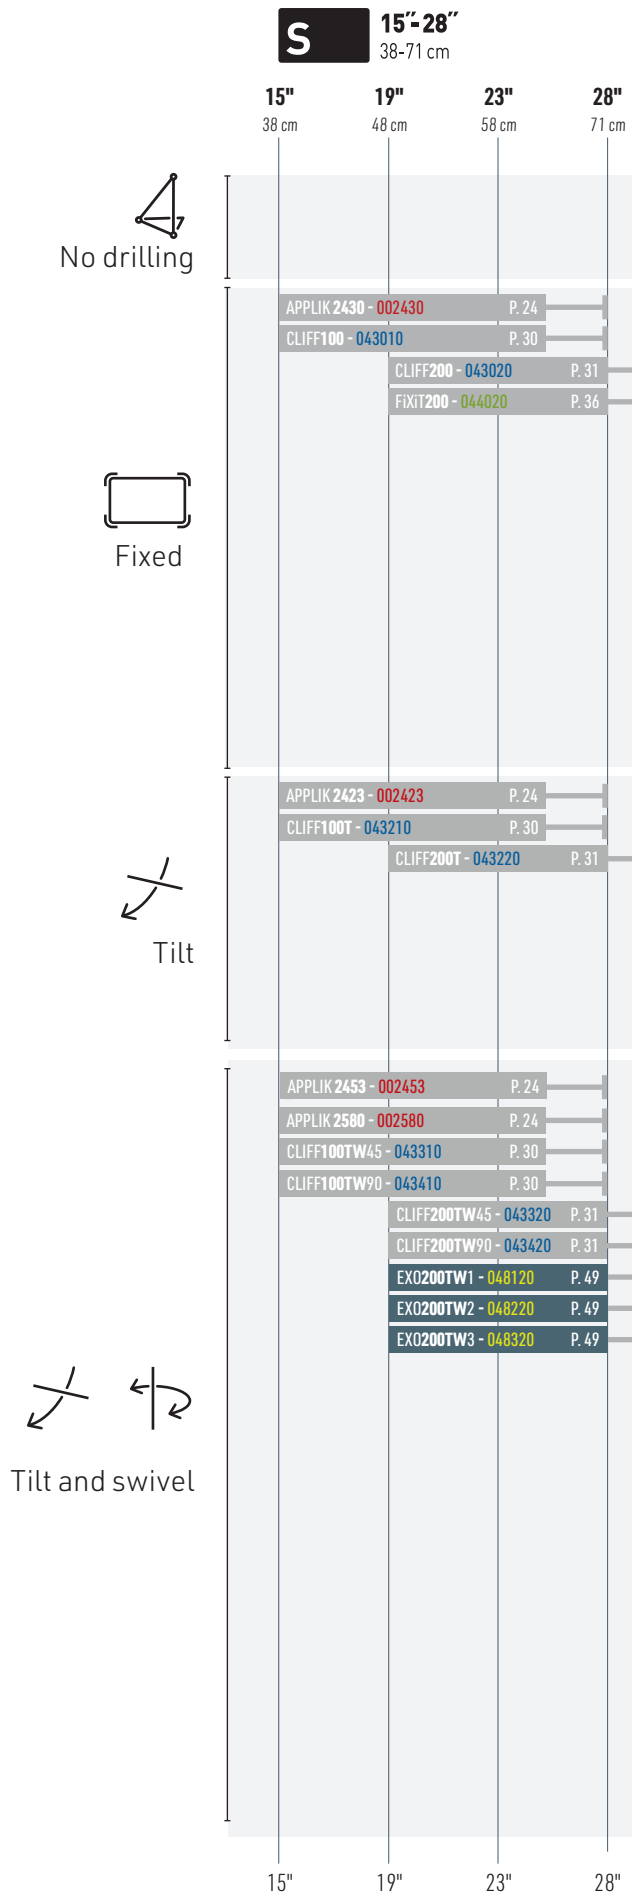 S
15"-28"
38-71 cm
15" 19" 23" 28"
38 cm 48 cm 58 cm 71 cm
No drilling
APPLIK 2430 - 002430 P. 24
CLIFF100 - 043010 P. 30
CLIFF200 - 043020 P. 31
FiXiT200 - 044020 P. 36
Fixed
APPLIK 2423 - 002423 P. 24
CLIFF100T - 043210 P. 30
CLIFF200T - 043220 P. 31
Tilt
APPLIK 2453 - 002453 P. 24
APPLIK 2580 - 002580 P. 24
CLIFF100TW45 - 043310 P. 30
CLIFF100TW90 - 043410 P. 30
CLIFF200TW45 - 043320 P. 31
CLIFF200TW90 - 043420 P. 31
EXO200TW1 - 048120 P. 49
EXO200TW2 - 048220 P. 49
EXO200TW3 - 048320 P. 49
Tilt and swivel
15" 19" 23" 28"